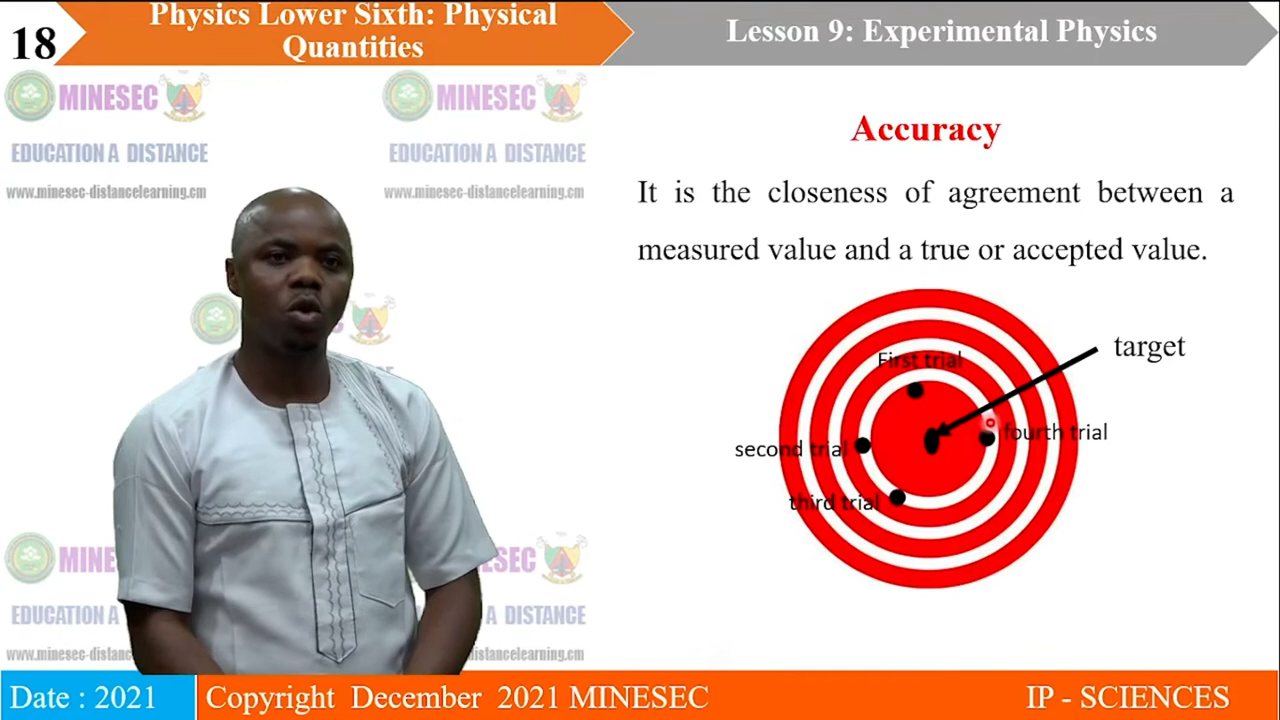 18
Physics Lower Sixth: Physical
Quantities
Lesson 9: Experimental Physics
MINESEC
MINESEC
EDUCATION A DISTANCE
EDUCATION A DISTANCE
www.minesec-distancelearning.cm
www.minesec-distancelearning.cm
Accuracy
It is the closeness of agreement between a
measured value and a true or accepted value.
target
First trial
fourth trial
second trial
third trial
EDUCATION A
DISTANCE
Date : 2021
Copyright December 2021 MINESEC
IP - SCIENCES